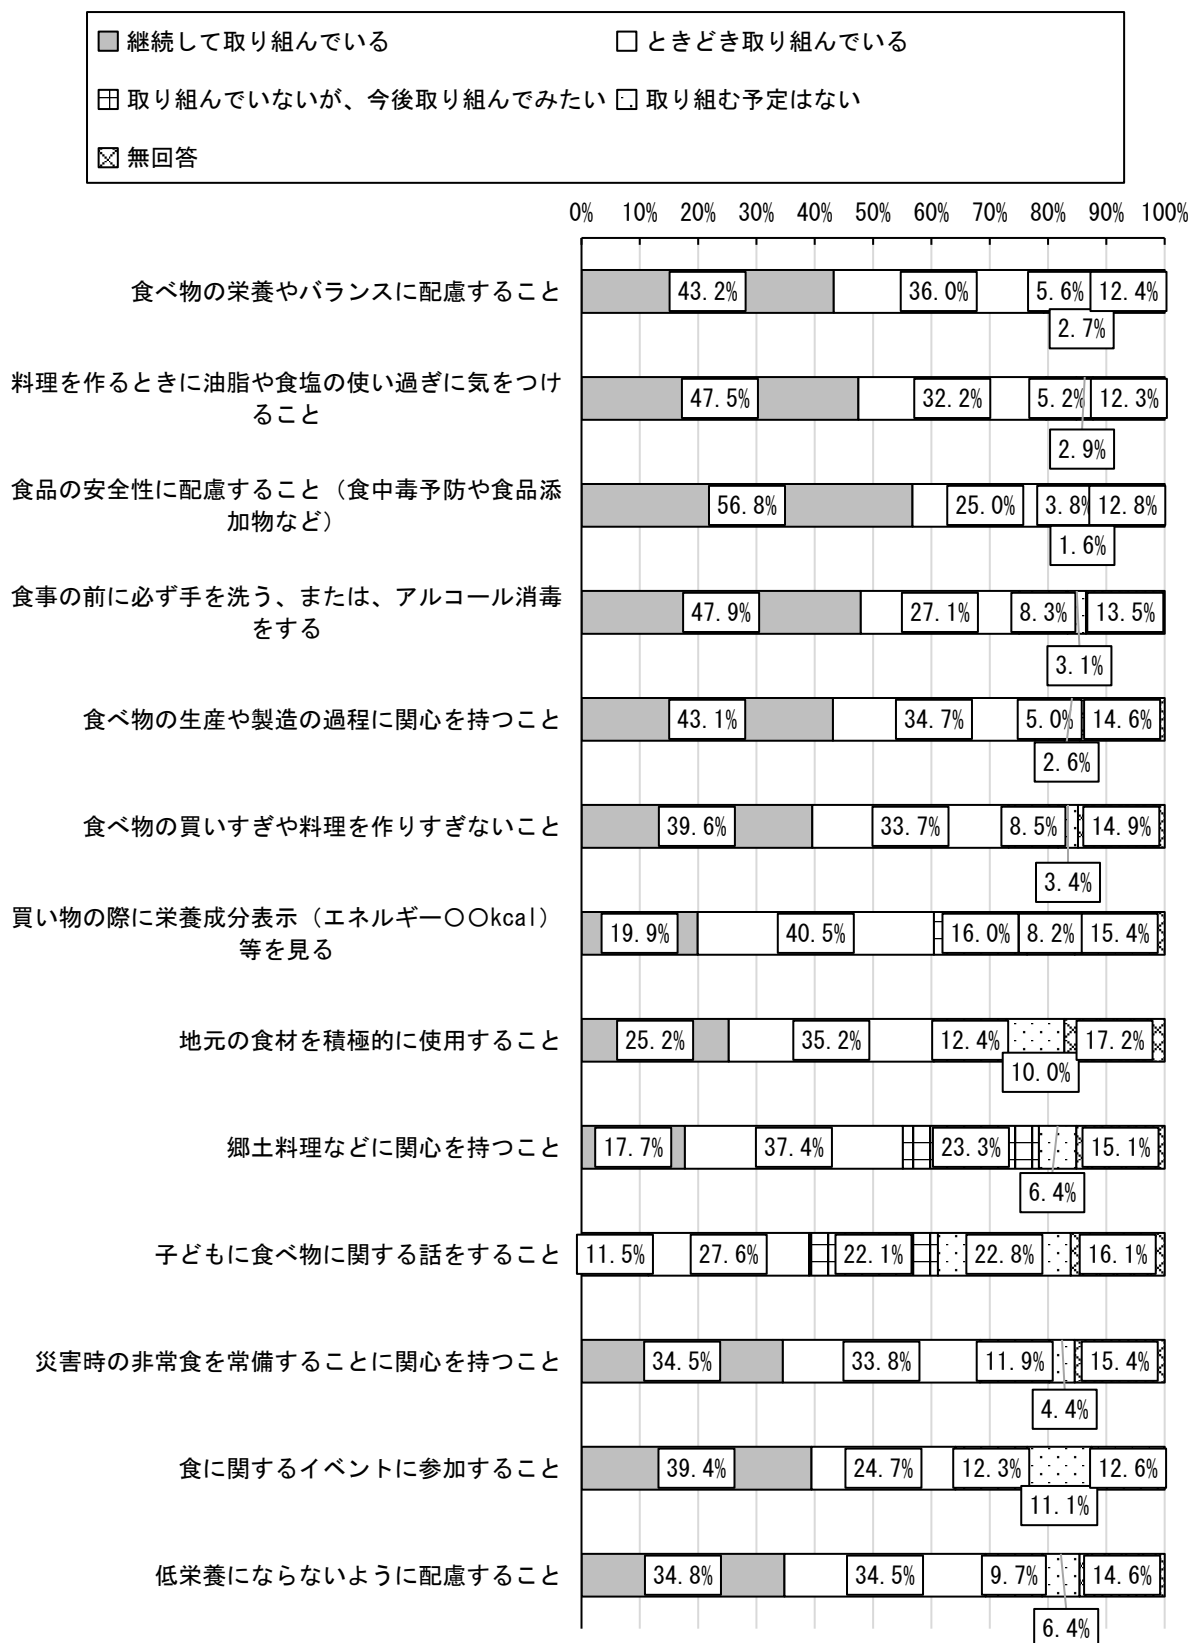 継続して取り組んでいる ときどき取り組んでいる
取り組んでいないが、今後取り組んでみたい 取り組む予定はない
無回答
0% 10% 20% 30% 40% 50% 60% 70% 80% 90% 100%
食べ物の栄養やバランスに配慮すること 43.2% 36.0% 5.6% 12.4%
2.7%
料理を作るときに油脂や食塩の使い過ぎに気をつけ
ること
47.5% 32.2% 5.2% 12.3%
2.9%
食品の安全性に配慮すること（食中毒予防や食品添
加物など）
56.8% 25.0% 3.8% 12.8%
1.6%
食事の前に必ず手を洗う、または、アルコール消毒
をする
47.9% 27.1% 8.3% 13.5%
3.1%
食べ物の生産や製造の過程に関心を持つこと 43.1% 34.7% 5.0% 14.6%
2.6%
食べ物の買いすぎや料理を作りすぎないこと 39.6% 33.7% 8.5% 14.9%
3.4%
買い物の際に栄養成分表示（エネルギー〇〇kcal）
等を見る
19.9% 40.5% 16.0% 8.2% 15.4%
地元の食材を積極的に使用すること 25.2% 35.2% 12.4% 17.2%
10.0%
郷土料理などに関心を持つこと 17.7% 37.4% 23.3% 15.1%
6.4%
子どもに食べ物に関する話をすること 11.5% 27.6% 22.1% 22.8% 16.1%
災害時の非常食を常備することに関心を持つこと 34.5% 33.8% 11.9% 15.4%
4.4%
食に関するイベントに参加すること 39.4% 24.7% 12.3% 12.6%
11.1%
低栄養にならないように配慮すること 34.8% 34.5% 9.7% 14.6%
6.4%